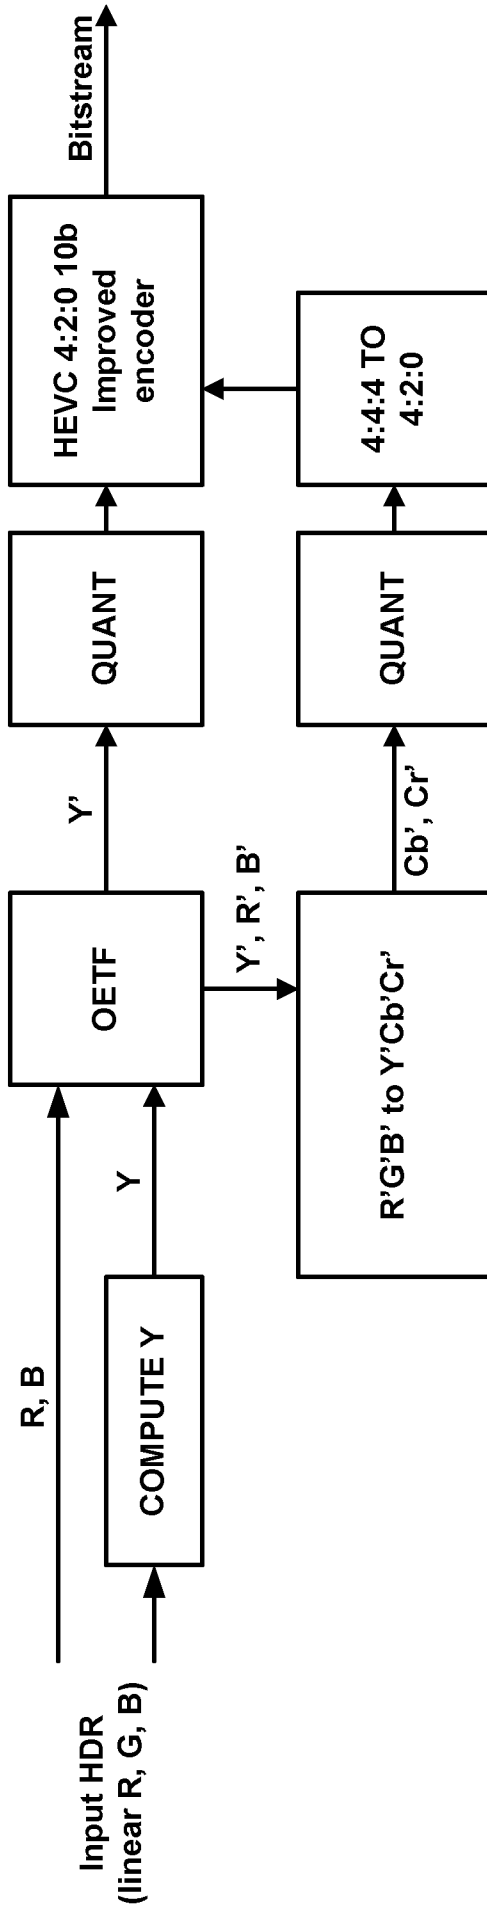 Input HDR
(linear R, G, B)
R, B
COMPUTE Y
Y
OETF
Y’
QUANT
HEVC 4:2:0 10b
Improved
encoder
Bitstream
Y’, R’, B’
R’G’B’ to Y’Cb’Cr’
Cb’, Cr’
QUANT
4:4:4 TO
4:2:0